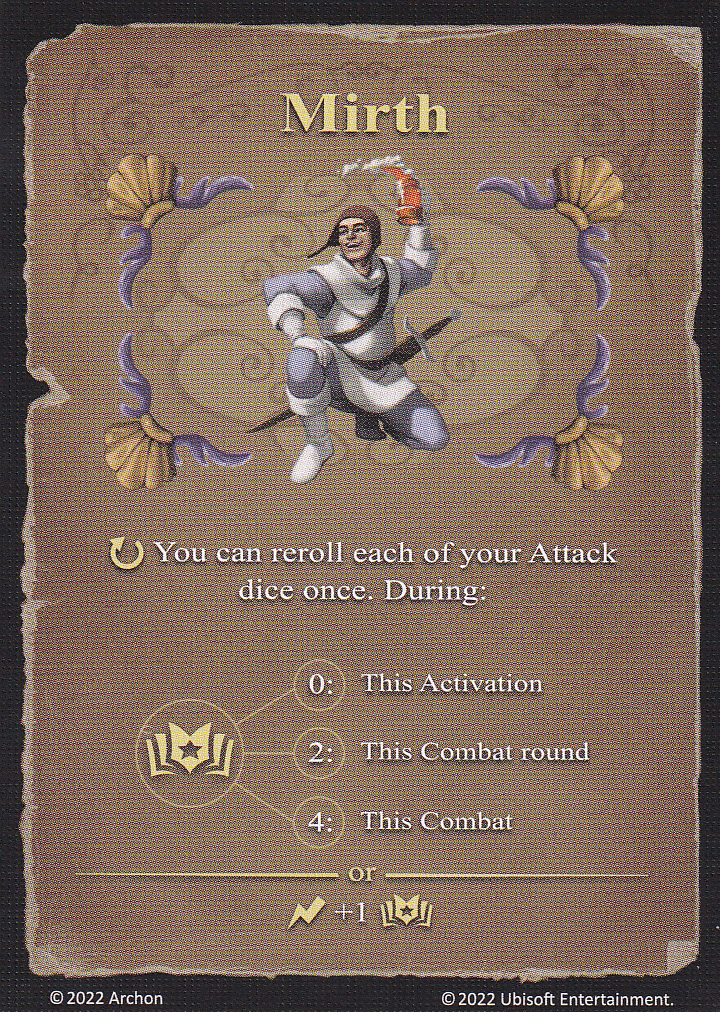 Mirth
You can reroll each of your Attack
dice once. During:
0: This Activation
2: This Combat round
4: This Combat
or
+1
© 2022 Archon
© 2022 Ubisoft Entertainment.